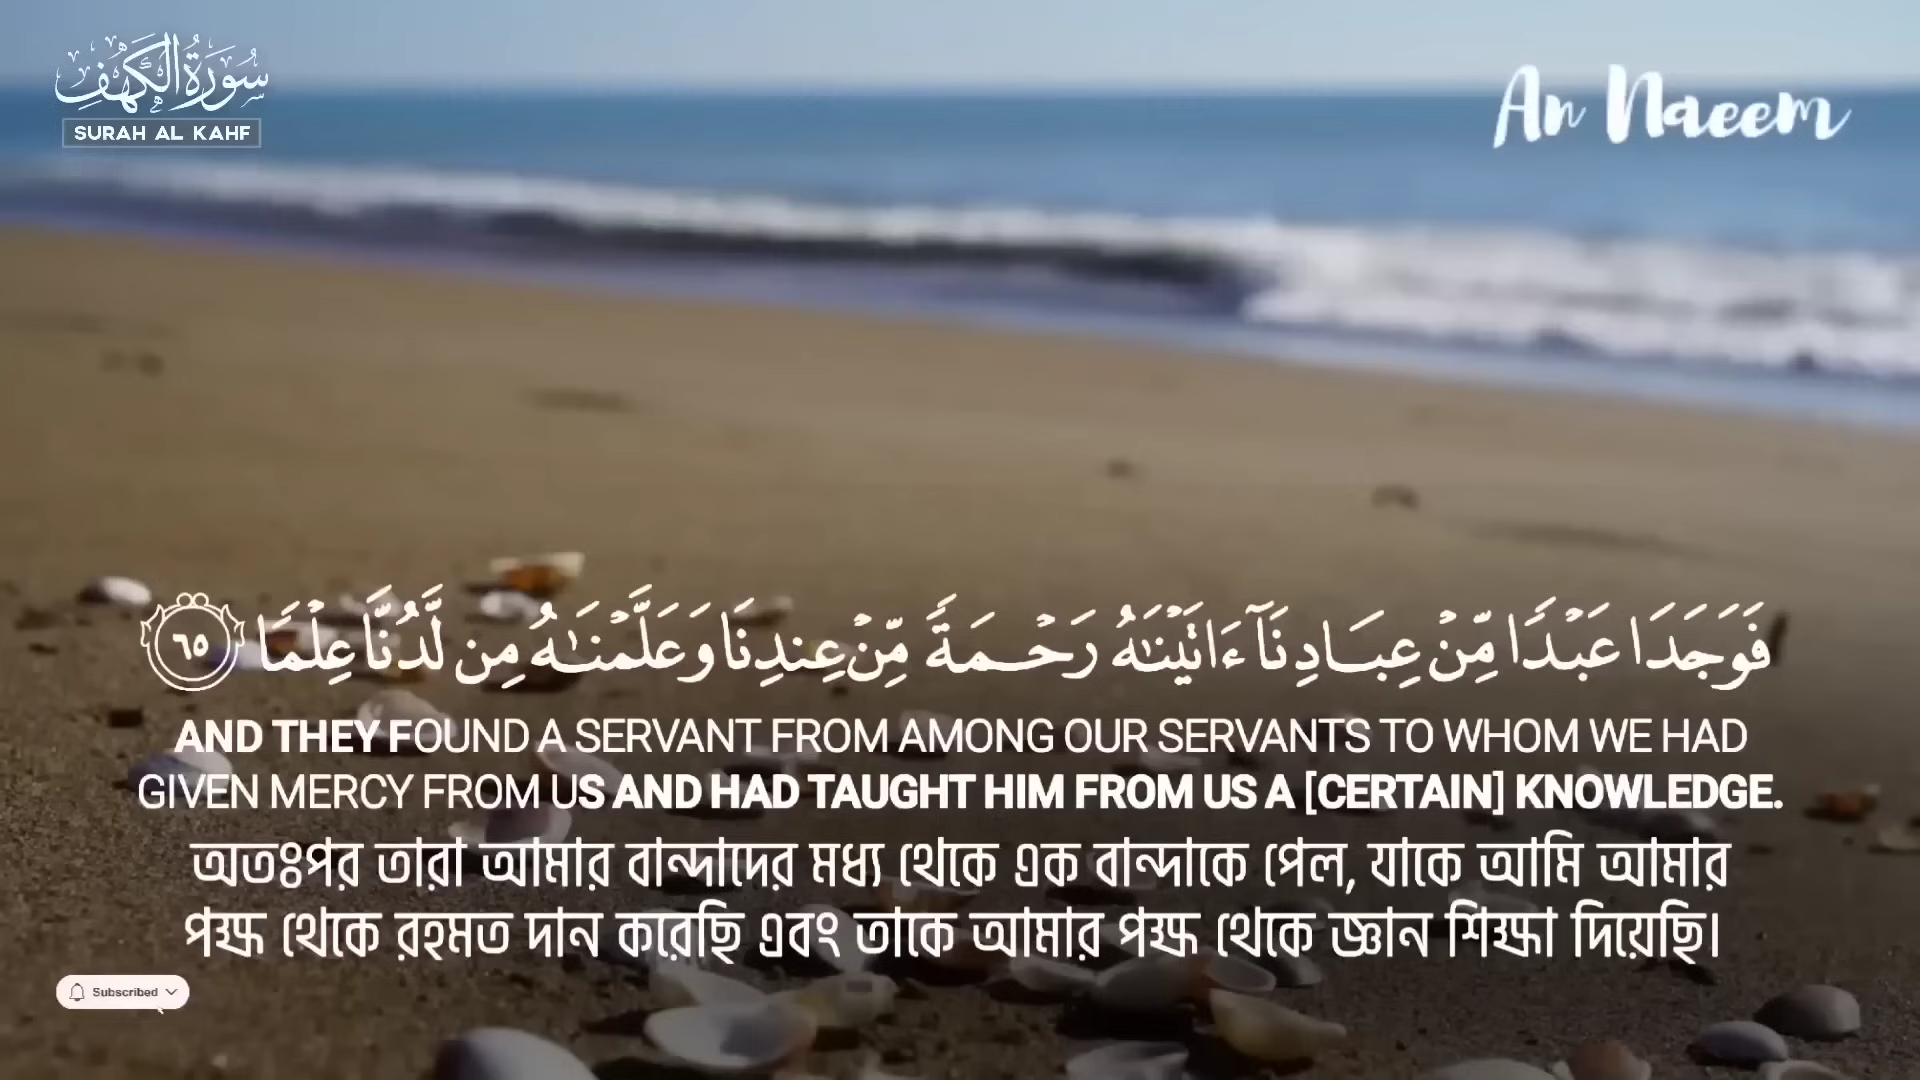 سُورَةُ الْكَهْفِ
SURAH AL KAHF
An Naeem
فَوَجَدَا عَبْدًا مِّنْ عِبَادِنَآ ءَاتَيْنَٰهُ رَحْمَةً مِّنْ عِندِنَا وَعَلَّمْنَٰهُ مِن لَّدُنَّا عِلْمًا ٦٥
AND THEY FOUND A SERVANT FROM AMONG OUR SERVANTS TO WHOM WE HAD
GIVEN MERCY FROM US AND HAD TAUGHT HIM FROM US A [CERTAIN] KNOWLEDGE.
অতঃপর তারা আমার বান্দাদের মধ্য থেকে এক বান্দাকে পেল, যাকে আমি আমার
পক্ষ থেকে রহমত দান করেছি এবং তাকে আমার পক্ষ থেকে জ্ঞান শিক্ষা দিয়েছি।
Subscribed